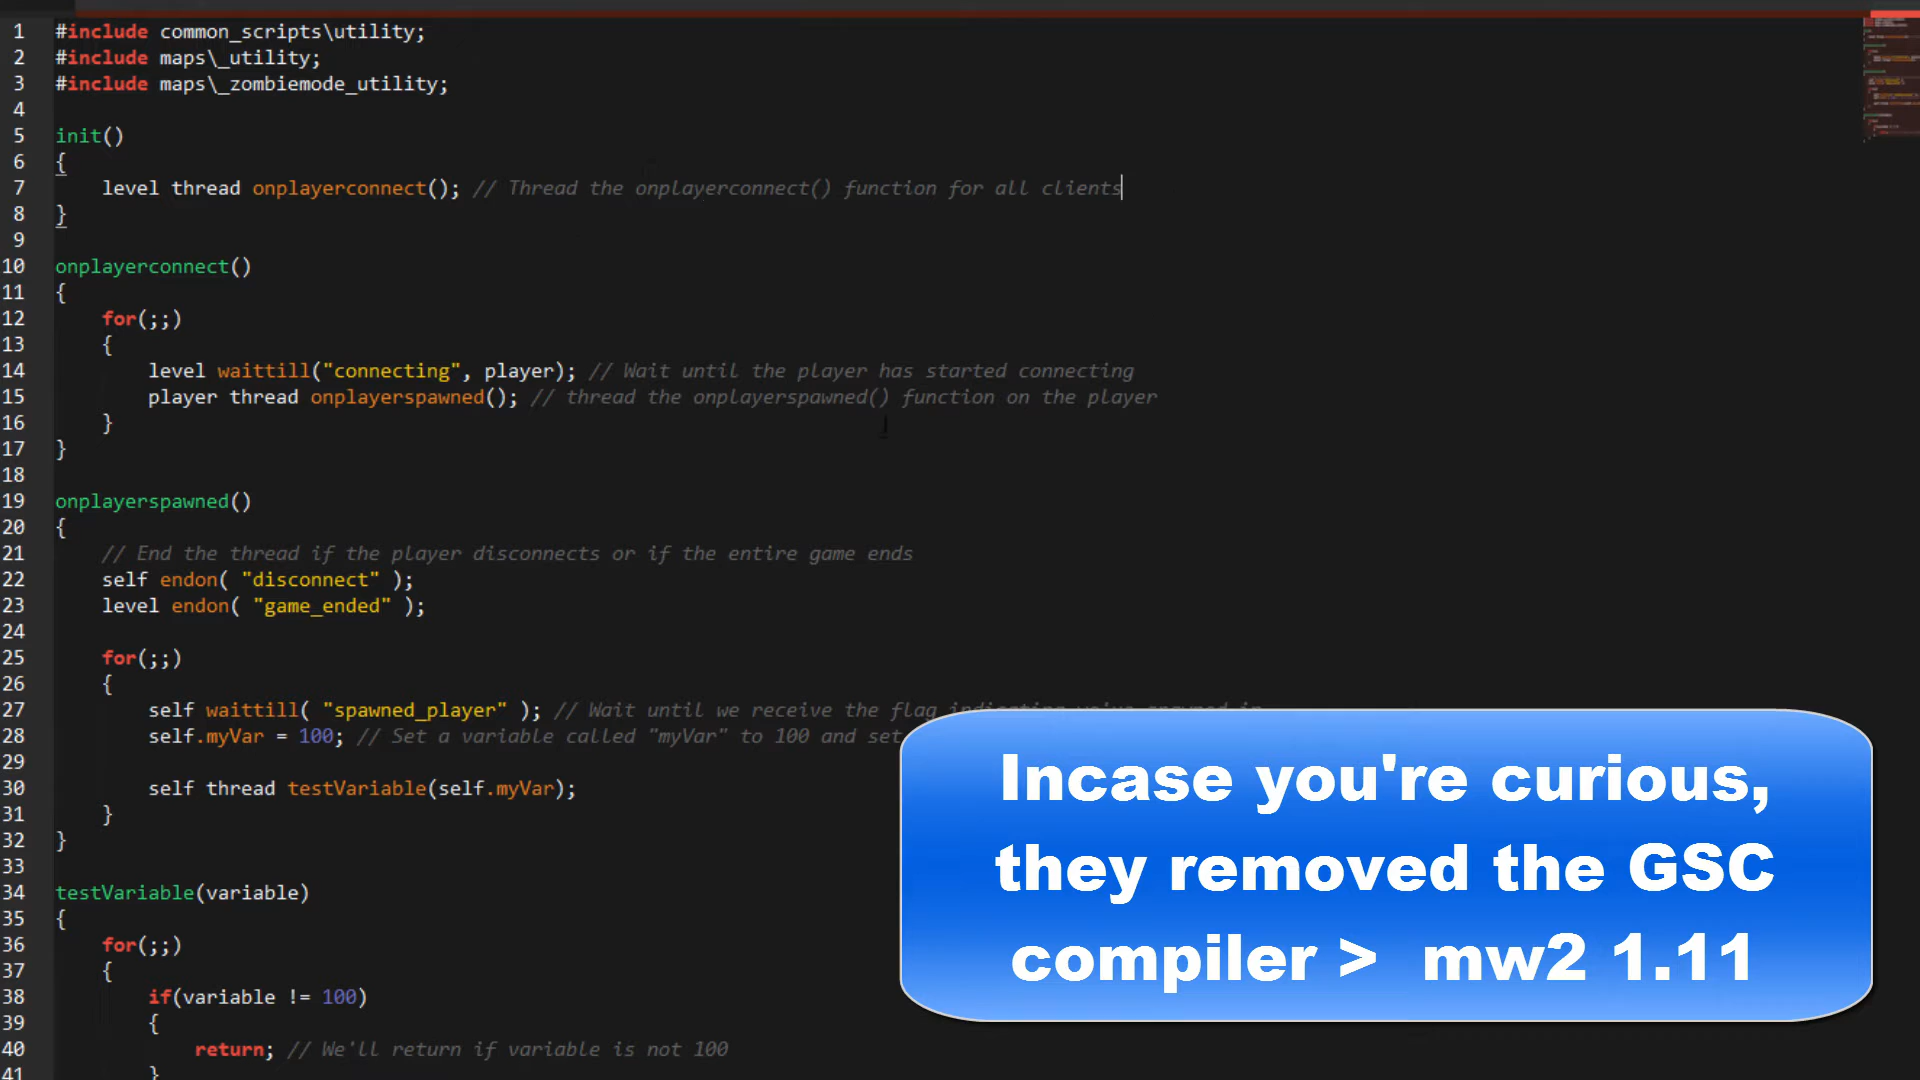 1 #include common_scripts\utility;
2 #include maps\_utility;
3 #include maps\_zombiemode_utility;
4
5 init()
6 {
7     level thread onplayerconnect(); // Thread the onplayerconnect() function for all clients
8 }
9
10 onplayerconnect()
11 {
12     for(;;)
13     {
14         level waittill("connecting", player); // Wait until the player has started connecting
15         player thread onplayerspawned(); // thread the onplayerspawned() function on the player
16     }
17 }
18
19 onplayerspawned()
20 {
21     // End the thread if the player disconnects or if the entire game ends
22     self endon( "disconnect" );
23     level endon( "game_ended" );
24
25     for(;;)
26     {
27         self waittill( "spawned_player" ); // Wait until we receive the flag
28         self.myVar = 100; // Set a variable called "myVar" to 100 and set
29
30         self thread testVariable(self.myVar);
31     }
32 }
33
34 testVariable(variable)
35 {
36     for(;;)
37     {
38         if(variable != 100)
39         {
40             return; // We'll return if variable is not 100
41         }
Incase you're curious,
they removed the GSC
compiler > mw2 1.11